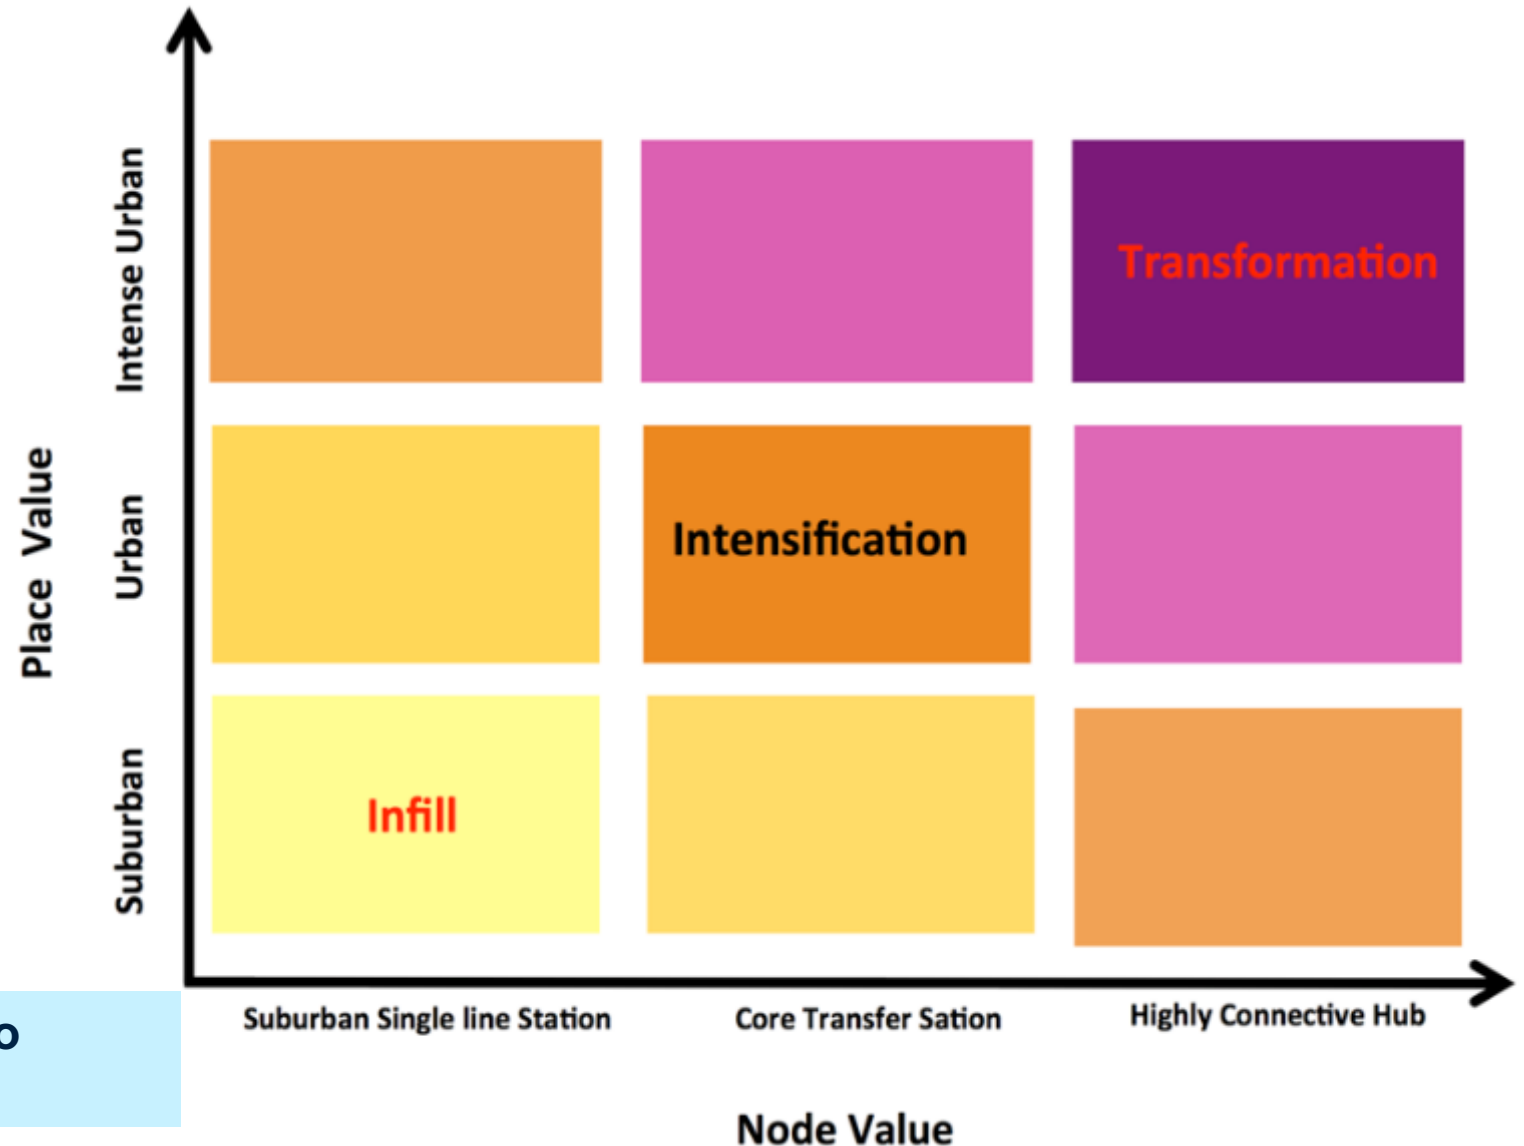 Place Value
Intense Urban
Urban
Suburban
Transformation
Intensification
Infill
Suburban Single line Station
Core Transfer Sation
Highly Connective Hub
Node Value